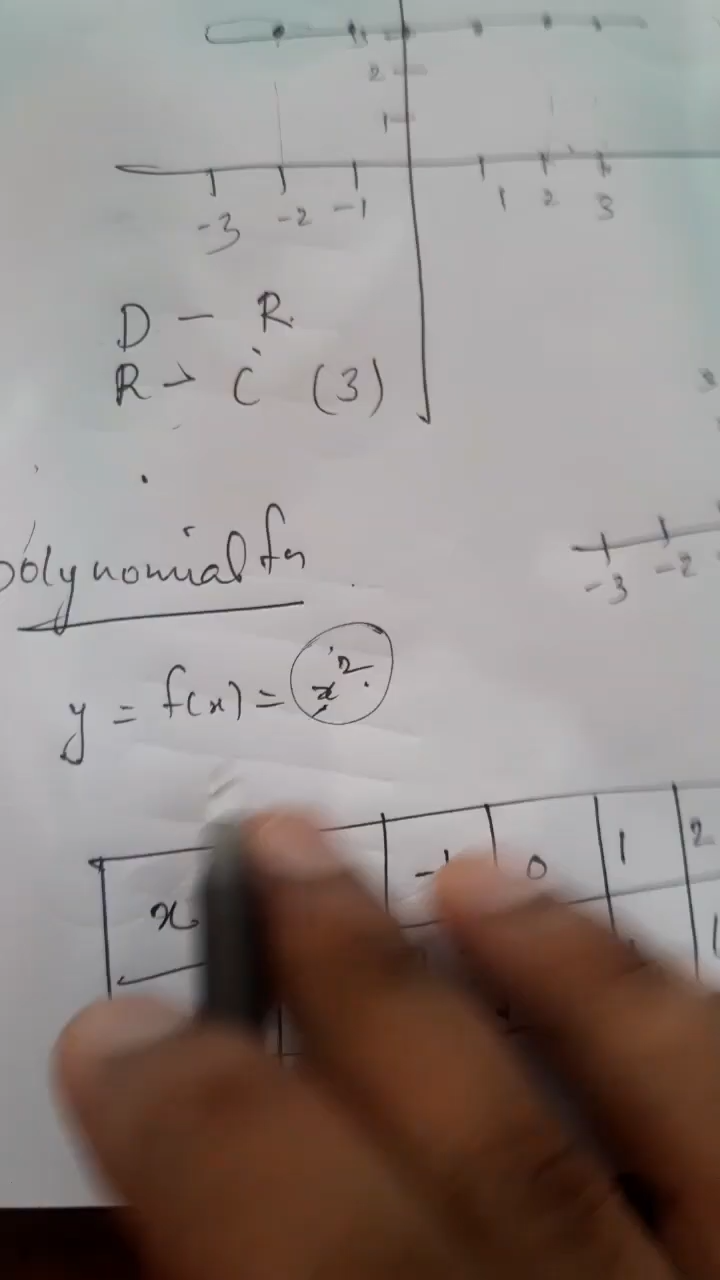 2
1
-3 -2 -1 1 2 3
D - R
R → C (3)
polynomial fn
-3 -2
y = f(x) = x²
x -1 0 1 2